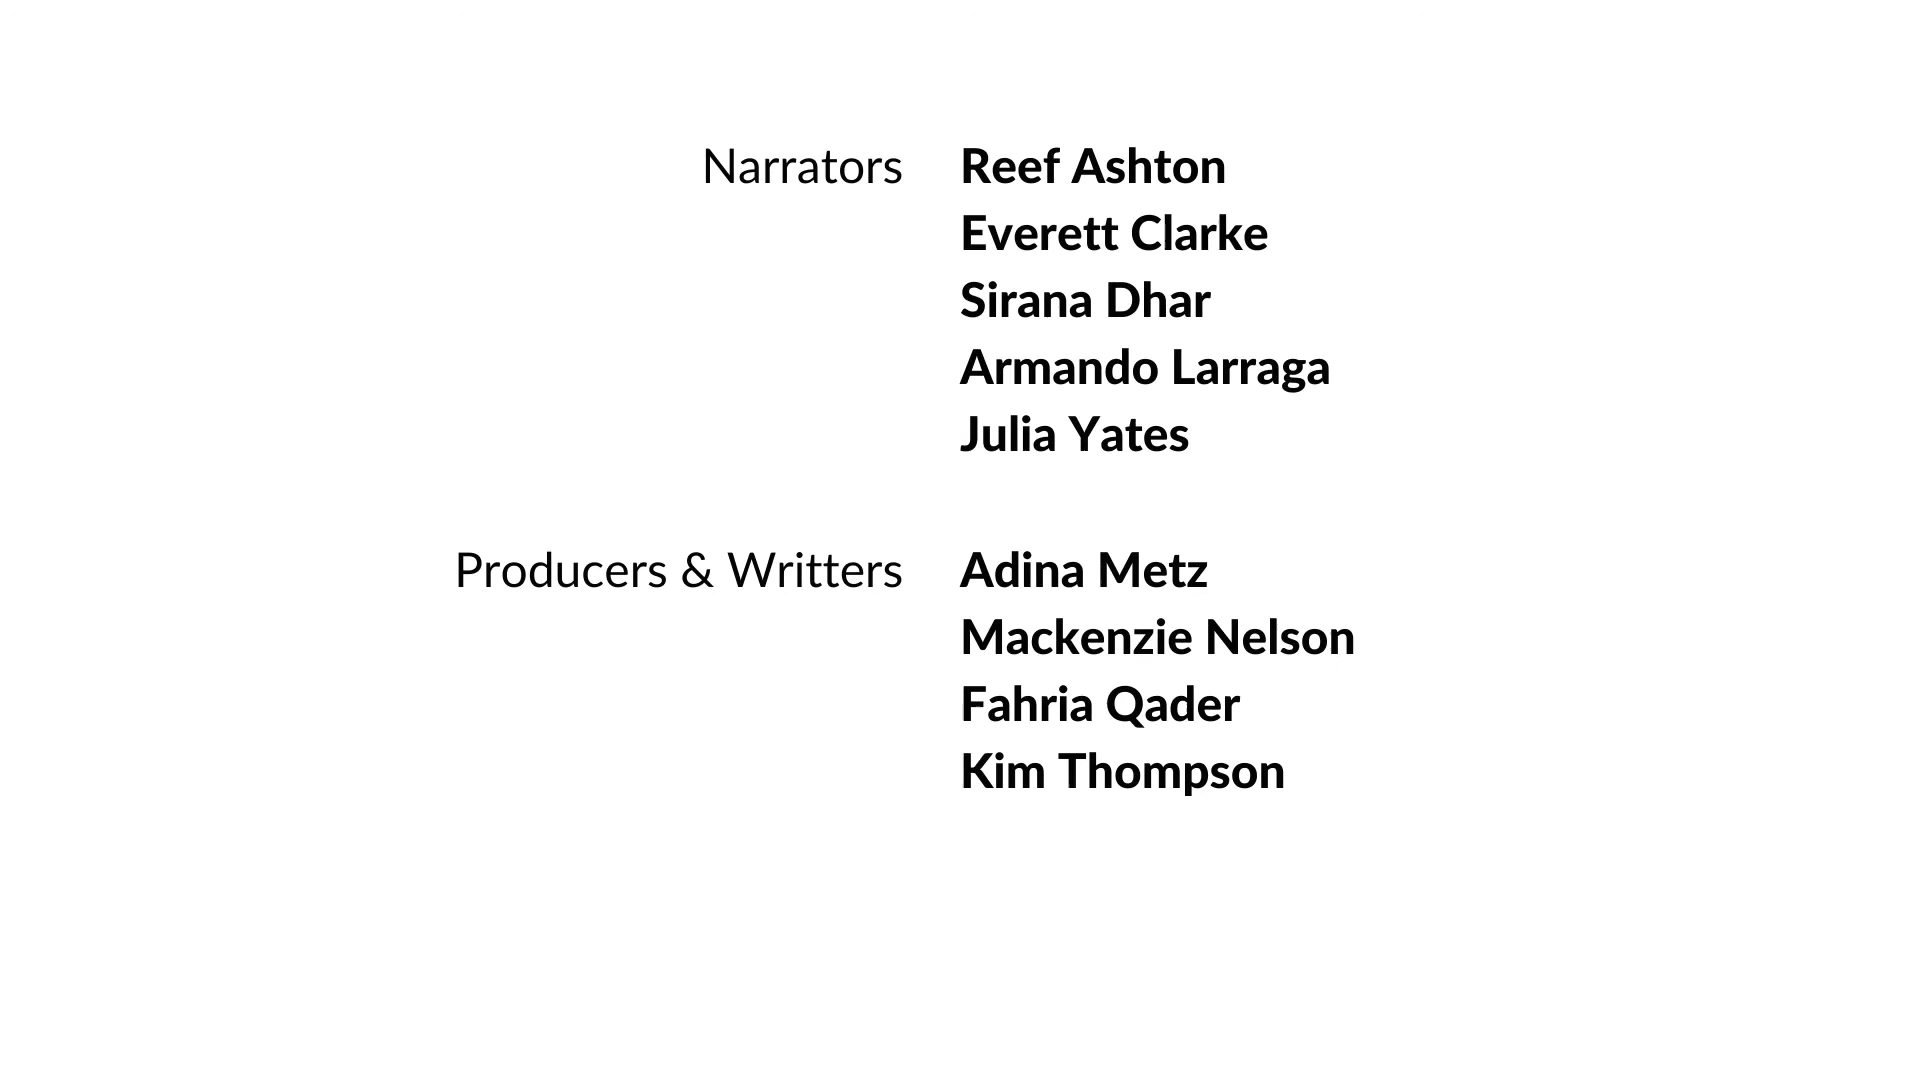 Narrators Reef Ashton
Everett Clarke
Sirana Dhar
Armando Larraga
Julia Yates
Producers & Writters Adina Metz
Mackenzie Nelson
Fahria Qader
Kim Thompson